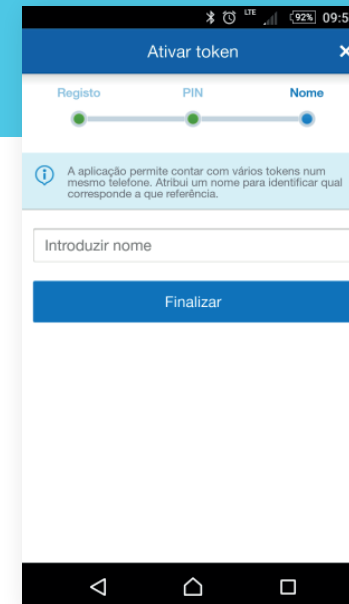 LTE 92% 09:5
Ativar token
Registo PIN Nome
A aplicação permite contar com vários tokens num
mesmo telefone. Atribui um nome para identificar qual
corresponde a que referência.
Introduzir nome
Finalizar